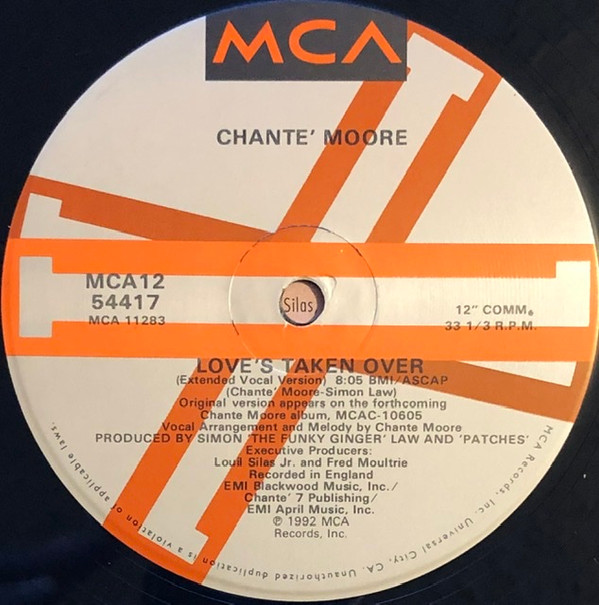 MCA
CHANTE' MOORE
MCA12
54417
MCA 11283
Silas
12" COMM.
33 1/3 R.P.M.
LOVE'S TAKEN OVER
(Extended Vocal Version) 8:05 BMI/ASCAP
(Chante' Moore-Simon Law)
Original version appears on the forthcoming
Chante Moore album, MCAC-10605
Vocal Arrangement and Melody by Chante Moore
PRODUCED BY SIMON 'THE FUNKY GINGER' LAW AND 'PATCHES'
Executive Producers:
Louil Silas Jr. and Fred Moultrie
Recorded in England
EMI Blackwood Music, Inc./
Chante' 7 Publishing/
EMI April Music, Inc.
℗ 1992 MCA
Records, Inc.
MCA Records, Inc. Universal City, CA. Unauthorized duplication is a violation of applicable laws.